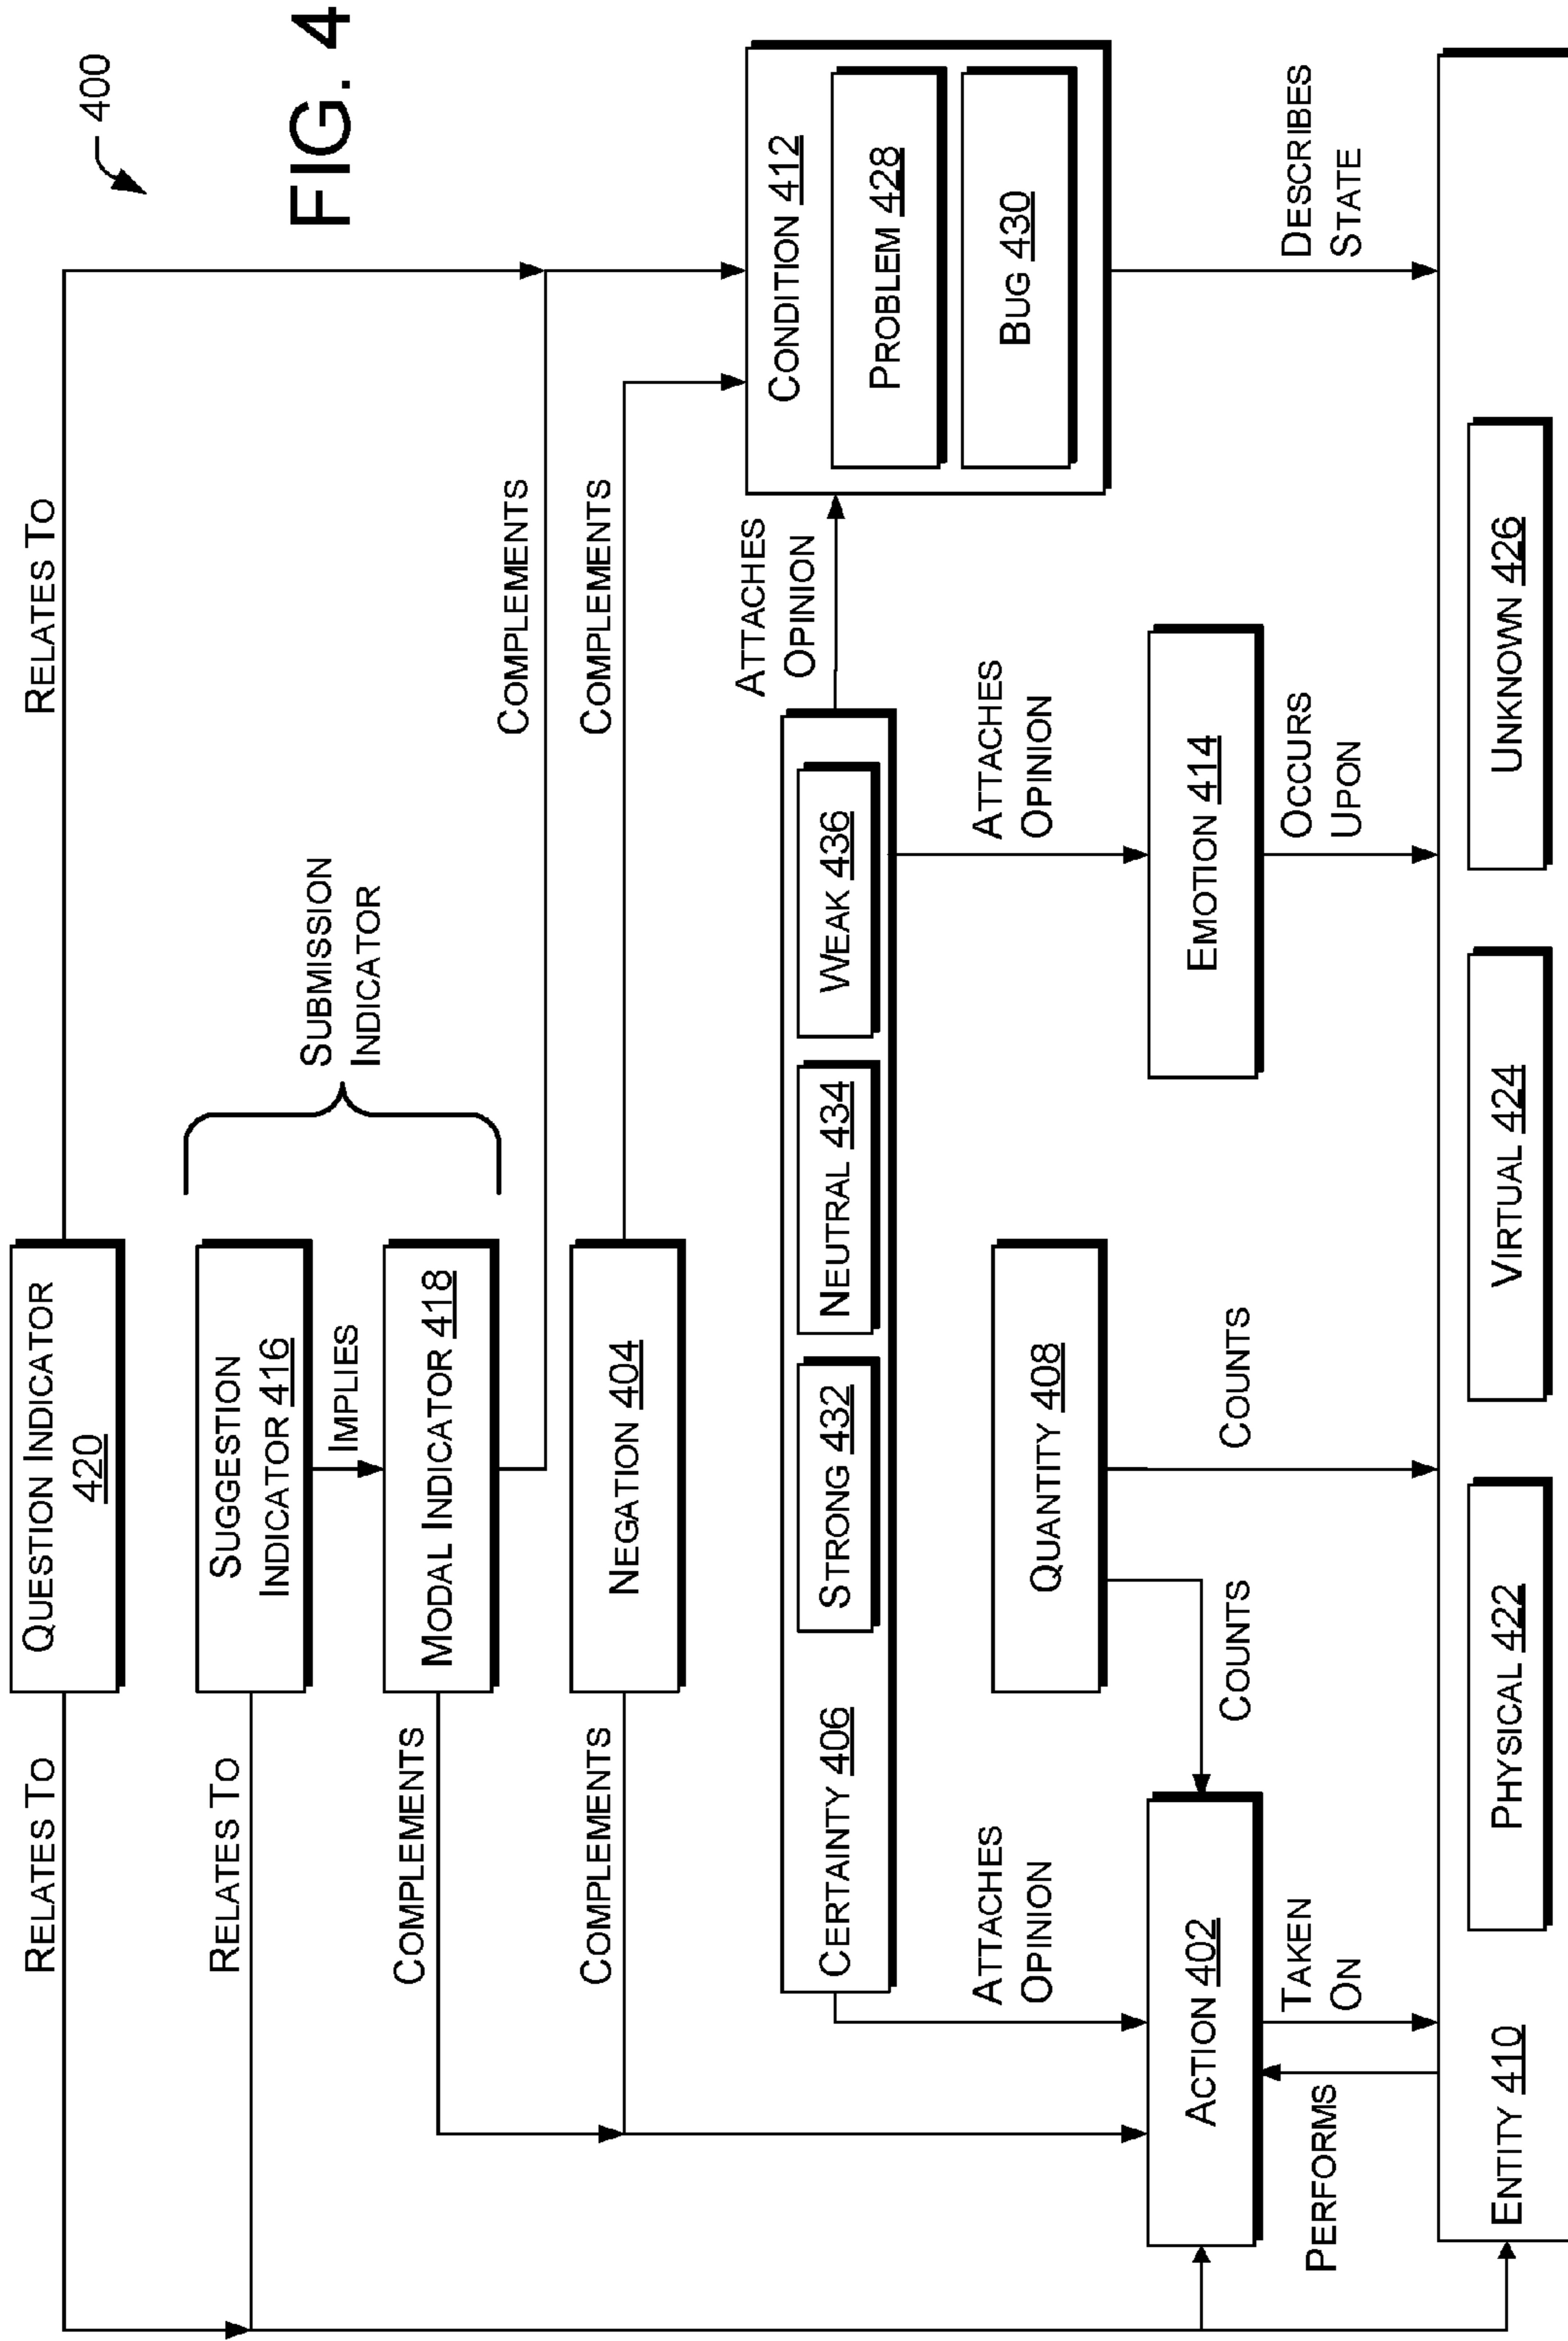 400
FIG. 4
RELATES TO
RELATES TO
QUESTION INDICATOR
420
RELATES TO
SUGGESTION
INDICATOR 416
SUBMISSION
INDICATOR
IMPLIES
COMPLEMENTS
MODAL INDICATOR 418
COMPLEMENTS
COMPLEMENTS
NEGATION 404
COMPLEMENTS
CERTAINTY 406
STRONG 432
NEUTRAL 434
WEAK 436
ATTACHES
OPINION
CONDITION 412
PROBLEM 428
BUG 430
ATTACHES
OPINION
QUANTITY 408
ATTACHES
OPINION
ACTION 402
COUNTS
COUNTS
EMOTION 414
PERFORMS
TAKEN
ON
OCCURS
UPON
DESCRIBES
STATE
ENTITY 410
PHYSICAL 422
VIRTUAL 424
UNKNOWN 426